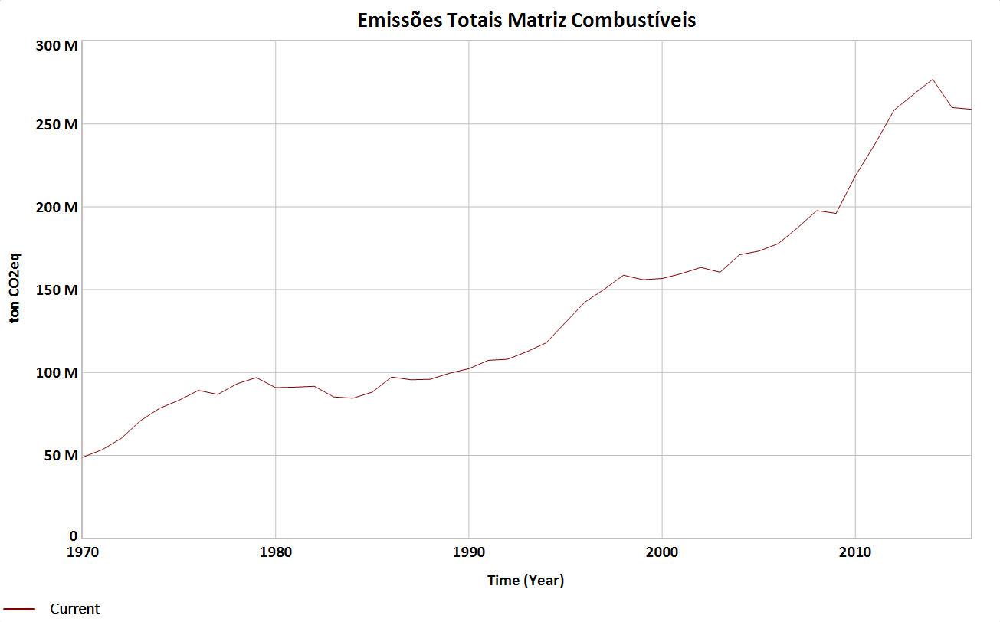 Emissões Totais Matriz Combustíveis
300 M
250 M
200 M
150 M
100 M
50 M
0
ton CO2eq
1970 1980 1990 2000 2010
Time (Year)
Current